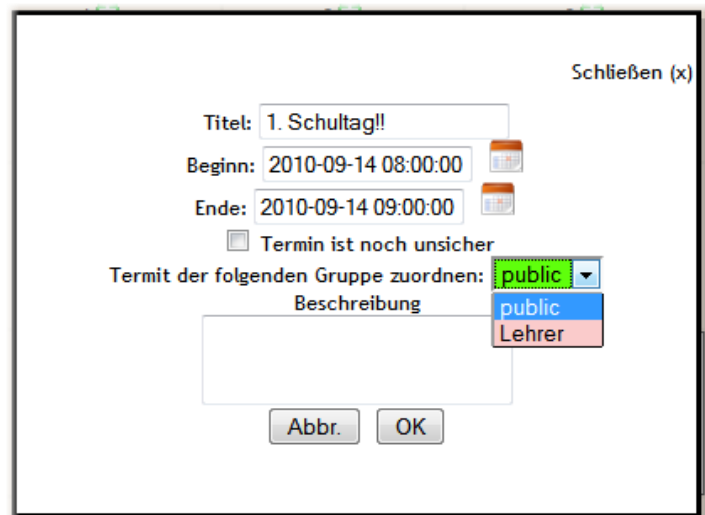 Schließen (x)
Titel: 1. Schultag!!
Beginn: 2010-09-14 08:00:00
Ende: 2010-09-14 09:00:00
Termin ist noch unsicher
Termit der folgenden Gruppe zuordnen: public
public
Lehrer
Beschreibung
Abbr. OK